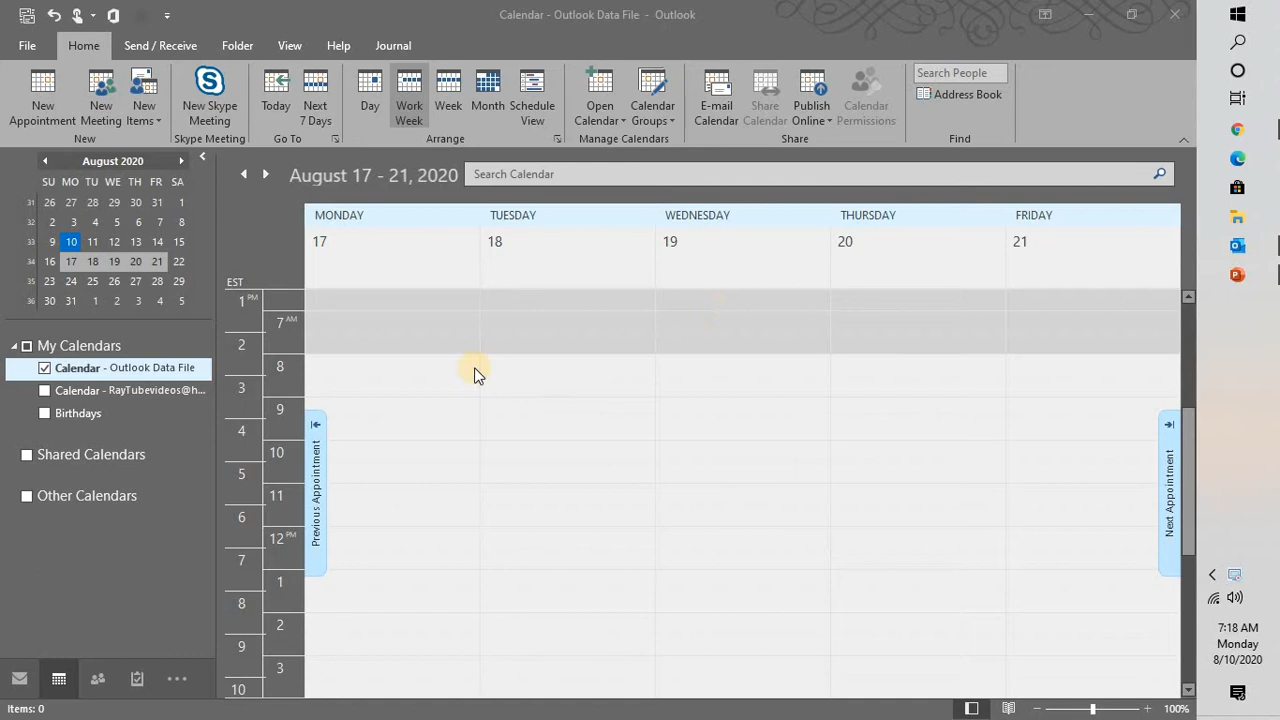 Calendar - Outlook Data File - Outlook
File Home Send / Receive Folder View Help Journal
New Appointment
New Meeting
New Items
New
New Skype Meeting
Skype Meeting
Today
Next 7 Days
Go To
Day
Work Week
Week
Month
Schedule View
Arrange
Open Calendar
Calendar Groups
Manage Calendars
E-mail Calendar
Share Calendar
Publish Online
Calendar Permissions
Share
Search People
Address Book
Find
August 2020
SU MO TU WE TH FR SA
31 26 27 28 29 30 31 1
32 2 3 4 5 6 7 8
33 9 10 11 12 13 14 15
34 16 17 18 19 20 21 22
35 23 24 25 26 27 28 29
36 30 31 1 2 3 4 5
My Calendars
Calendar - Outlook Data File
Calendar - RayTubevideos@h...
Birthdays
Shared Calendars
Other Calendars
August 17 - 21, 2020
Search Calendar
MONDAY TUESDAY WEDNESDAY THURSDAY FRIDAY
17 18 19 20 21
EST
1 PM
7 AM
2
8
3
9
4
10
5
11
6
12 PM
7
1
8
2
9
3
10
Previous Appointment
Next Appointment
Items: 0
100%
7:18 AM
Monday
8/10/2020